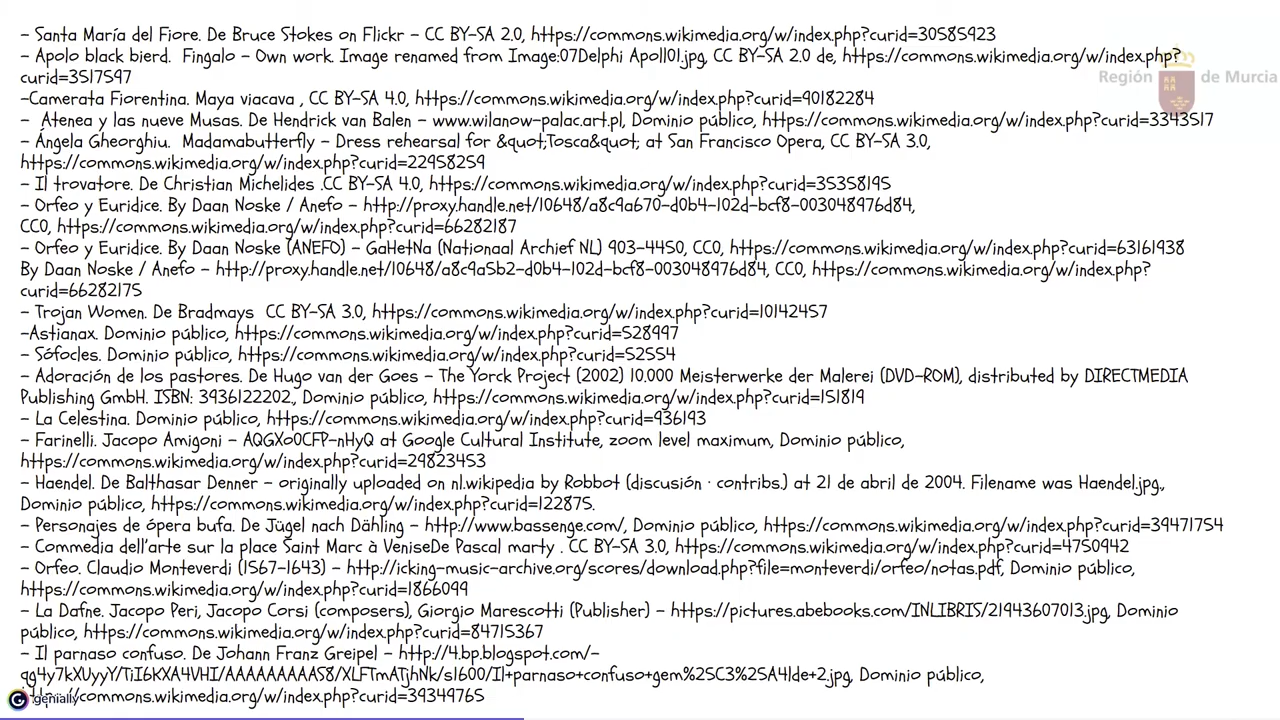 - Santa María del Fiore. De Bruce Stokes on Flickr - CC BY-SA 2.0, https://commons.wikimedia.org/w/index.php?curid=30585923
- Apolo black bierd. Fingalo - Own work. Image renamed from Image:07Delphi Apoll01.jpg, CC BY-SA 2.0 de, https://commons.wikimedia.org/w/index.php?
curid=3517597
Región de Murcia
-Camerata Fiorentina. Maya viacava , CC BY-SA 4.0, https://commons.wikimedia.org/w/index.php?curid=90182284
- Atenea y las nueve Musas. De Hendrick van Balen - www.wilanow-palac.art.pl, Dominio público, https://commons.wikimedia.org/w/index.php?curid=3343517
- Ángela Gheorghiu. Madamabutterfly - Dress rehearsal for &quot;Tosca&quot; at San Francisco Opera, CC BY-SA 3.0,
https://commons.wikimedia.org/w/index.php?curid=22958259
- Il trovatore. De Christian Michelides .CC BY-SA 4.0, https://commons.wikimedia.org/w/index.php?curid=35358195
- Orfeo y Euridice. By Daan Noske / Anefo - http://proxy.handle.net/10648/a8c9a670-d0b4-102d-bcf8-003048976d84,
CC0, https://commons.wikimedia.org/w/index.php?curid=66282187
- Orfeo y Euridice. By Daan Noske (ANEFO) - GaHetNa (Nationaal Archief NL) 903-4450, CC0, https://commons.wikimedia.org/w/index.php?curid=63161938
By Daan Noske / Anefo - http://proxy.handle.net/10648/a8c9a5b2-d0b4-102d-bcf8-003048976d84, CC0, https://commons.wikimedia.org/w/index.php?
curid=66282175
- Trojan Women. De Bradmays CC BY-SA 3.0, https://commons.wikimedia.org/w/index.php?curid=10142457
-Astianax. Dominio público, https://commons.wikimedia.org/w/index.php?curid=528997
- Sófocles. Dominio público, https://commons.wikimedia.org/w/index.php?curid=52554
- Adoración de los pastores. De Hugo van der Goes - The Yorck Project (2002) 10.000 Meisterwerke der Malerei (DVD-ROM), distributed by DIRECTMEDIA
Publishing GmbH. ISBN: 3936122202., Dominio público, https://commons.wikimedia.org/w/index.php?curid=151819
- La Celestina. Dominio público, https://commons.wikimedia.org/w/index.php?curid=936193
- Farinelli. Jacopo Amigoni - AQGXo0CFP-nHyQ at Google Cultural Institute, zoom level maximum, Dominio público,
https://commons.wikimedia.org/w/index.php?curid=29823453
- Haendel. De Balthasar Denner - originally uploaded on nl.wikipedia by Robbot (discusión · contribs.) at 21 de abril de 2004. Filename was Haendel.jpg.,
Dominio público, https://commons.wikimedia.org/w/index.php?curid=122875.
- Personajes de ópera bufa. De Jügel nach Dähling - http://www.bassenge.com/, Dominio público, https://commons.wikimedia.org/w/index.php?curid=39471754
- Commedia dell'arte sur la place Saint Marc à VeniseDe Pascal marty . CC BY-SA 3.0, https://commons.wikimedia.org/w/index.php?curid=4750942
- Orfeo. Claudio Monteverdi (1567-1643) - http://icking-music-archive.org/scores/download.php?file=monteverdi/orfeo/notas.pdf, Dominio público,
https://commons.wikimedia.org/w/index.php?curid=1866099
- La Dafne. Jacopo Peri, Jacopo Corsi (composers), Giorgio Marescotti (Publisher) - https://pictures.abebooks.com/INLIBRIS/21943607013.jpg, Dominio
público, https://commons.wikimedia.org/w/index.php?curid=84715367
- Il parnaso confuso. De Johann Franz Greipel - http://4.bp.blogspot.com/-
qg4y7kXUyyY/TiI6KXA4VHI/AAAAAAAAAS8/XLFTmATjhNk/s1600/Il+parnaso+confuso+gem%25C3%25A4lde+2.jpg, Dominio público,
https://commons.wikimedia.org/w/index.php?curid=39349765
genially